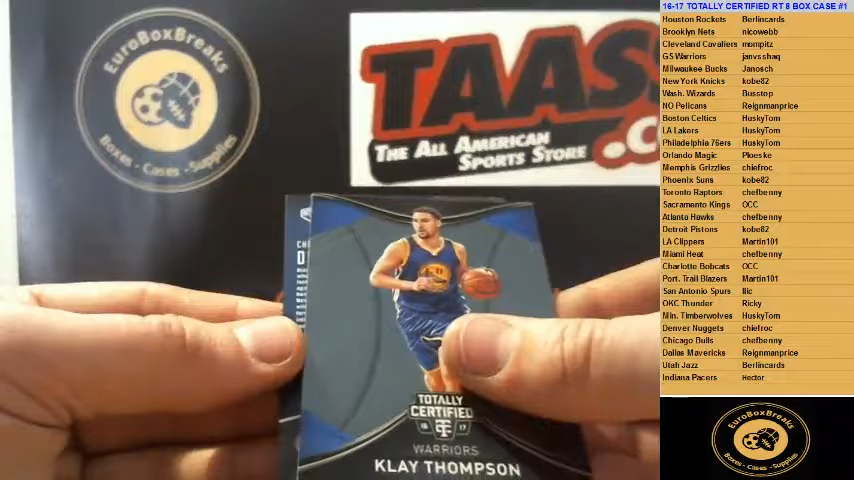 EuroBoxBreaks
Boxes - Cases - Supplies
TAAS
THE ALL AMERICAN
SPORTS STORE
.C
TOTALLY
CERTIFIED
16 17
WARRIORS
KLAY THOMPSON
16-17 TOTALLY CERTIFIED RT 8 BOX CASE #1
Houston Rockets Berlincards
Brooklyn Nets nicowebb
Cleveland Cavaliers mompitz
GS Warriors janvsshaq
Milwaukee Bucks Janosch
New York Knicks kobe82
Wash. Wizards Busstop
NO Pelicans Reignmanprice
Boston Celtics HuskyTom
LA Lakers HuskyTom
Philadelphia 76ers HuskyTom
Orlando Magic Ploeske
Memphis Grizzlies chiefroc
Phoenix Suns kobe82
Toronto Raptors chefbenny
Sacramento Kings OCC
Atlanta Hawks chefbenny
Detroit Pistons kobe82
LA Clippers Martin101
Miami Heat chefbenny
Charlotte Bobcats OCC
Port. Trail Blazers Martin101
San Antonio Spurs Ilic
OKC Thunder Ricky
Min. Timberwolves HuskyTom
Denver Nuggets chiefroc
Chicago Bulls chefbenny
Dallas Mavericks Reignmanprice
Utah Jazz Berlincards
Indiana Pacers Hector
EuroBoxBreaks
Boxes - Cases - Supplies